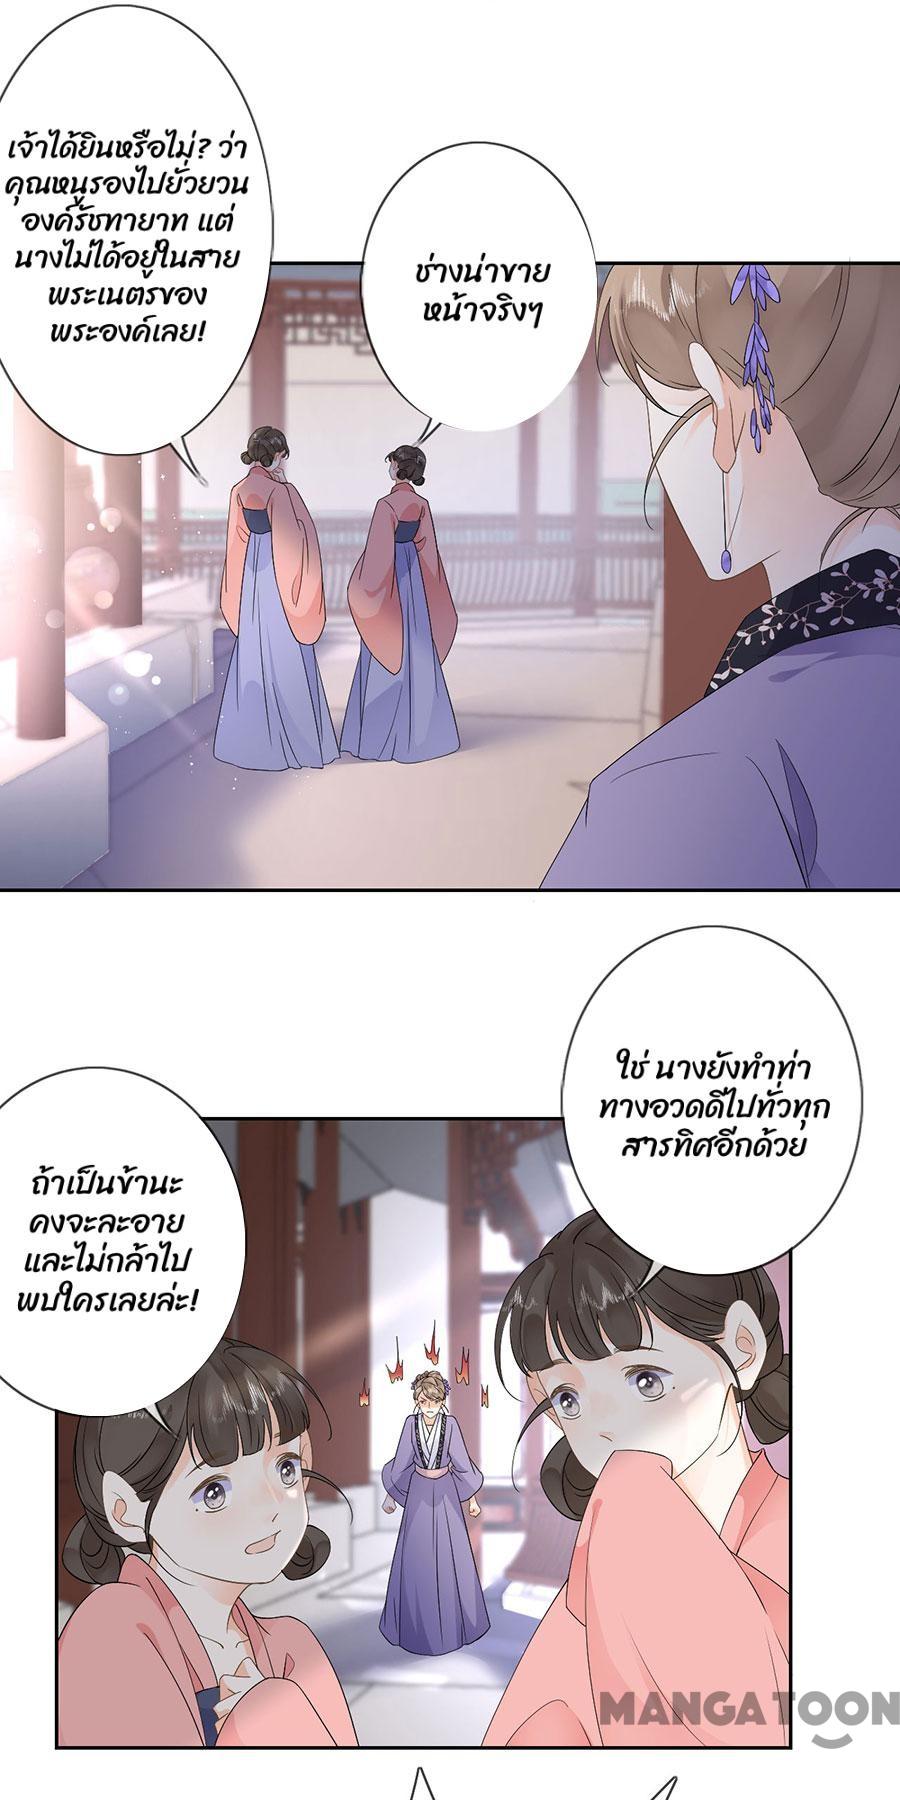 เจ้าได้ยินหรือไม่? ว่า
คุณหนูรองไปยั่วยวน
องค์รัชทายาท แต่
นางไม่ได้อยู่ในสาย
พระเนตรของ
พระองค์เลย!
ช่างน่าขาย
หน้าจริงๆ
ใช่ นางยังทำท่า
ทางอวดดีไปทั่วทุก
สารทิศอีกด้วย
ถ้าเป็นข้านะ
คงจะละอาย
และไม่กล้าไป
พบใครเลยล่ะ!
MANGATOON